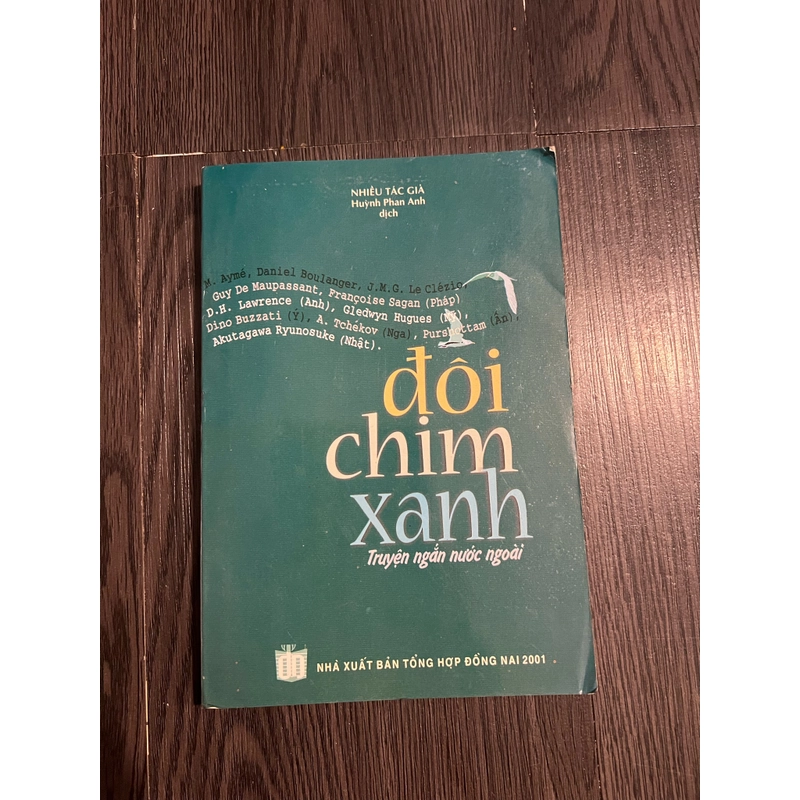 NHIỀU TÁC GIẢ
Huỳnh Phan Anh
dịch
M. Aymé, Daniel Boulanger, J.M.G. Le Clézio,
Guy De Maupassant, Françoise Sagan (Pháp)
D.H. Lawrence (Anh), Gledwyn Hugues (Mỹ),
Dino Buzzati (Ý), A. Tchékov (Nga), Purshottam (Ấn),
Akutagawa Ryunosuke (Nhật).
đôi
chim
xanh
Truyện ngắn nước ngoài
NHÀ XUẤT BẢN TỔNG HỢP ĐỒNG NAI 2001